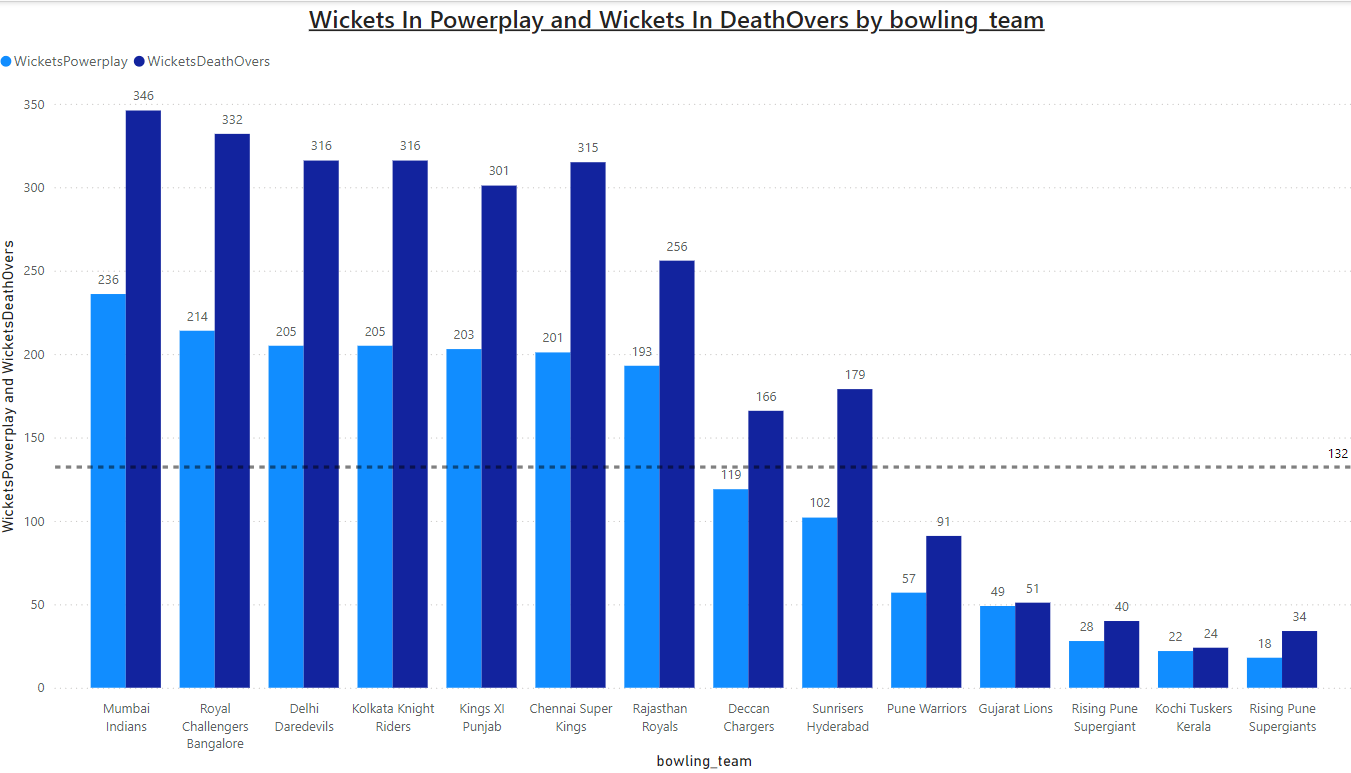 Wickets In Powerplay and Wickets In DeathOvers by bowling_team
WicketsPowerplay WicketsDeathOvers
WicketsPowerplay and WicketsDeathOvers
350
300
250
200
150
100
50
0
132
236 346
214 332
205 316
205 316
203 301
201 315
193 256
119 166
102 179
57 91
49 51
28 40
22 24
18 34
Mumbai
Indians
Royal
Challengers
Bangalore
Delhi
Daredevils
Kolkata Knight
Riders
Kings XI
Punjab
Chennai Super
Kings
Rajasthan
Royals
Deccan
Chargers
Sunrisers
Hyderabad
Pune Warriors
Gujarat Lions
Rising Pune
Supergiant
Kochi Tuskers
Kerala
Rising Pune
Supergiants
bowling_team